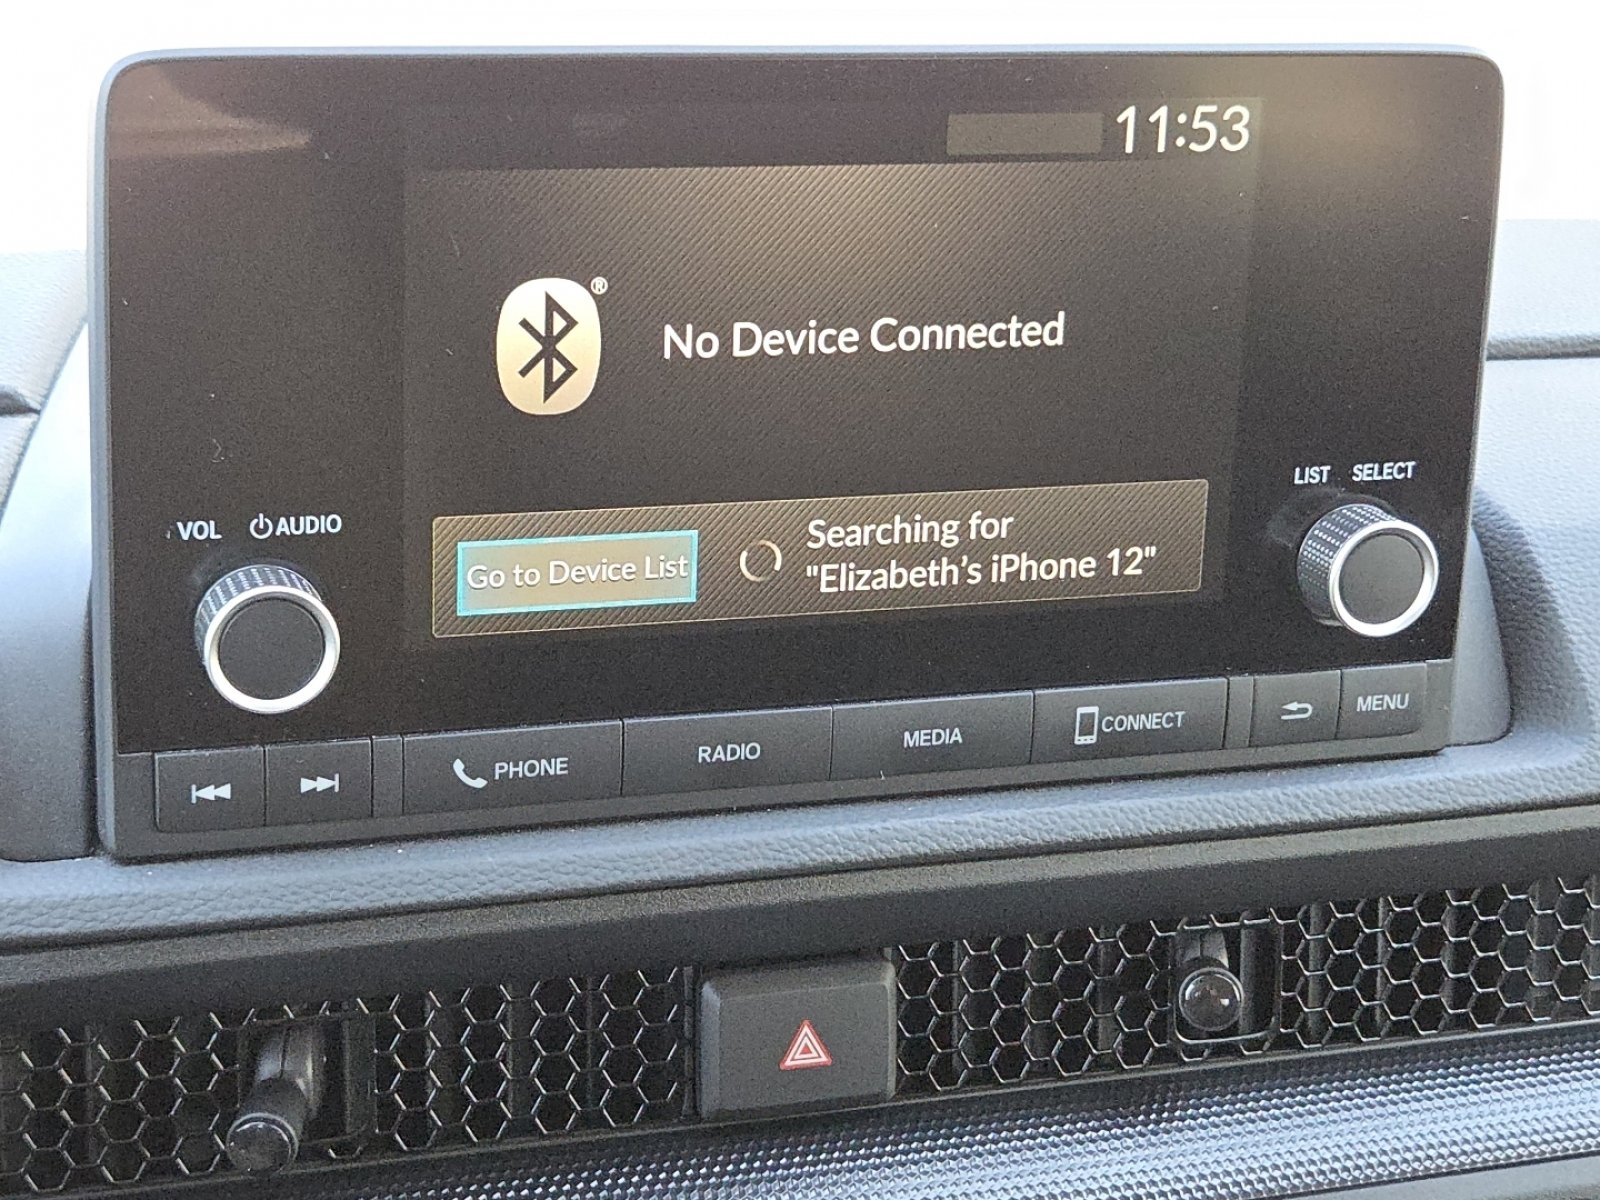 11:53
®
No Device Connected
LIST SELECT
VOL AUDIO
Go to Device List
Searching for
"Elizabeth's iPhone 12"
PHONE
RADIO
MEDIA
CONNECT
MENU